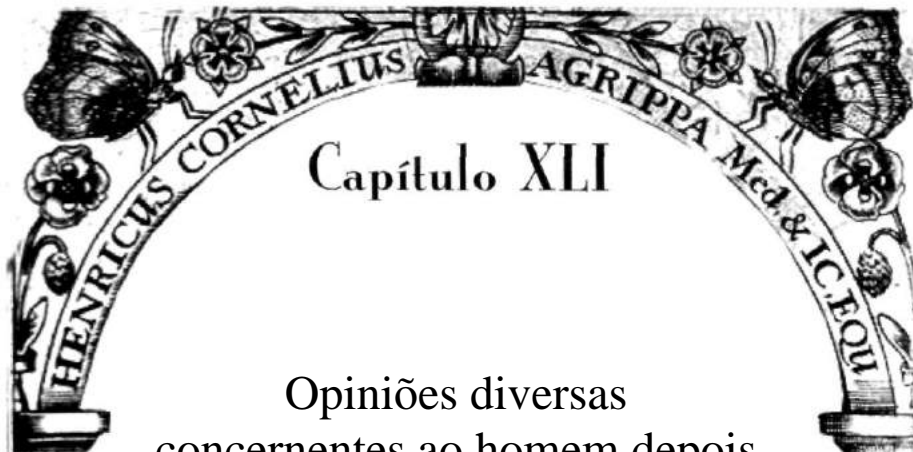 HENRICUS CORNELIUS AGRIPPA Med. & IC. EQU
Capítulo XLI
Opiniões diversas
concernentes ao homem depois